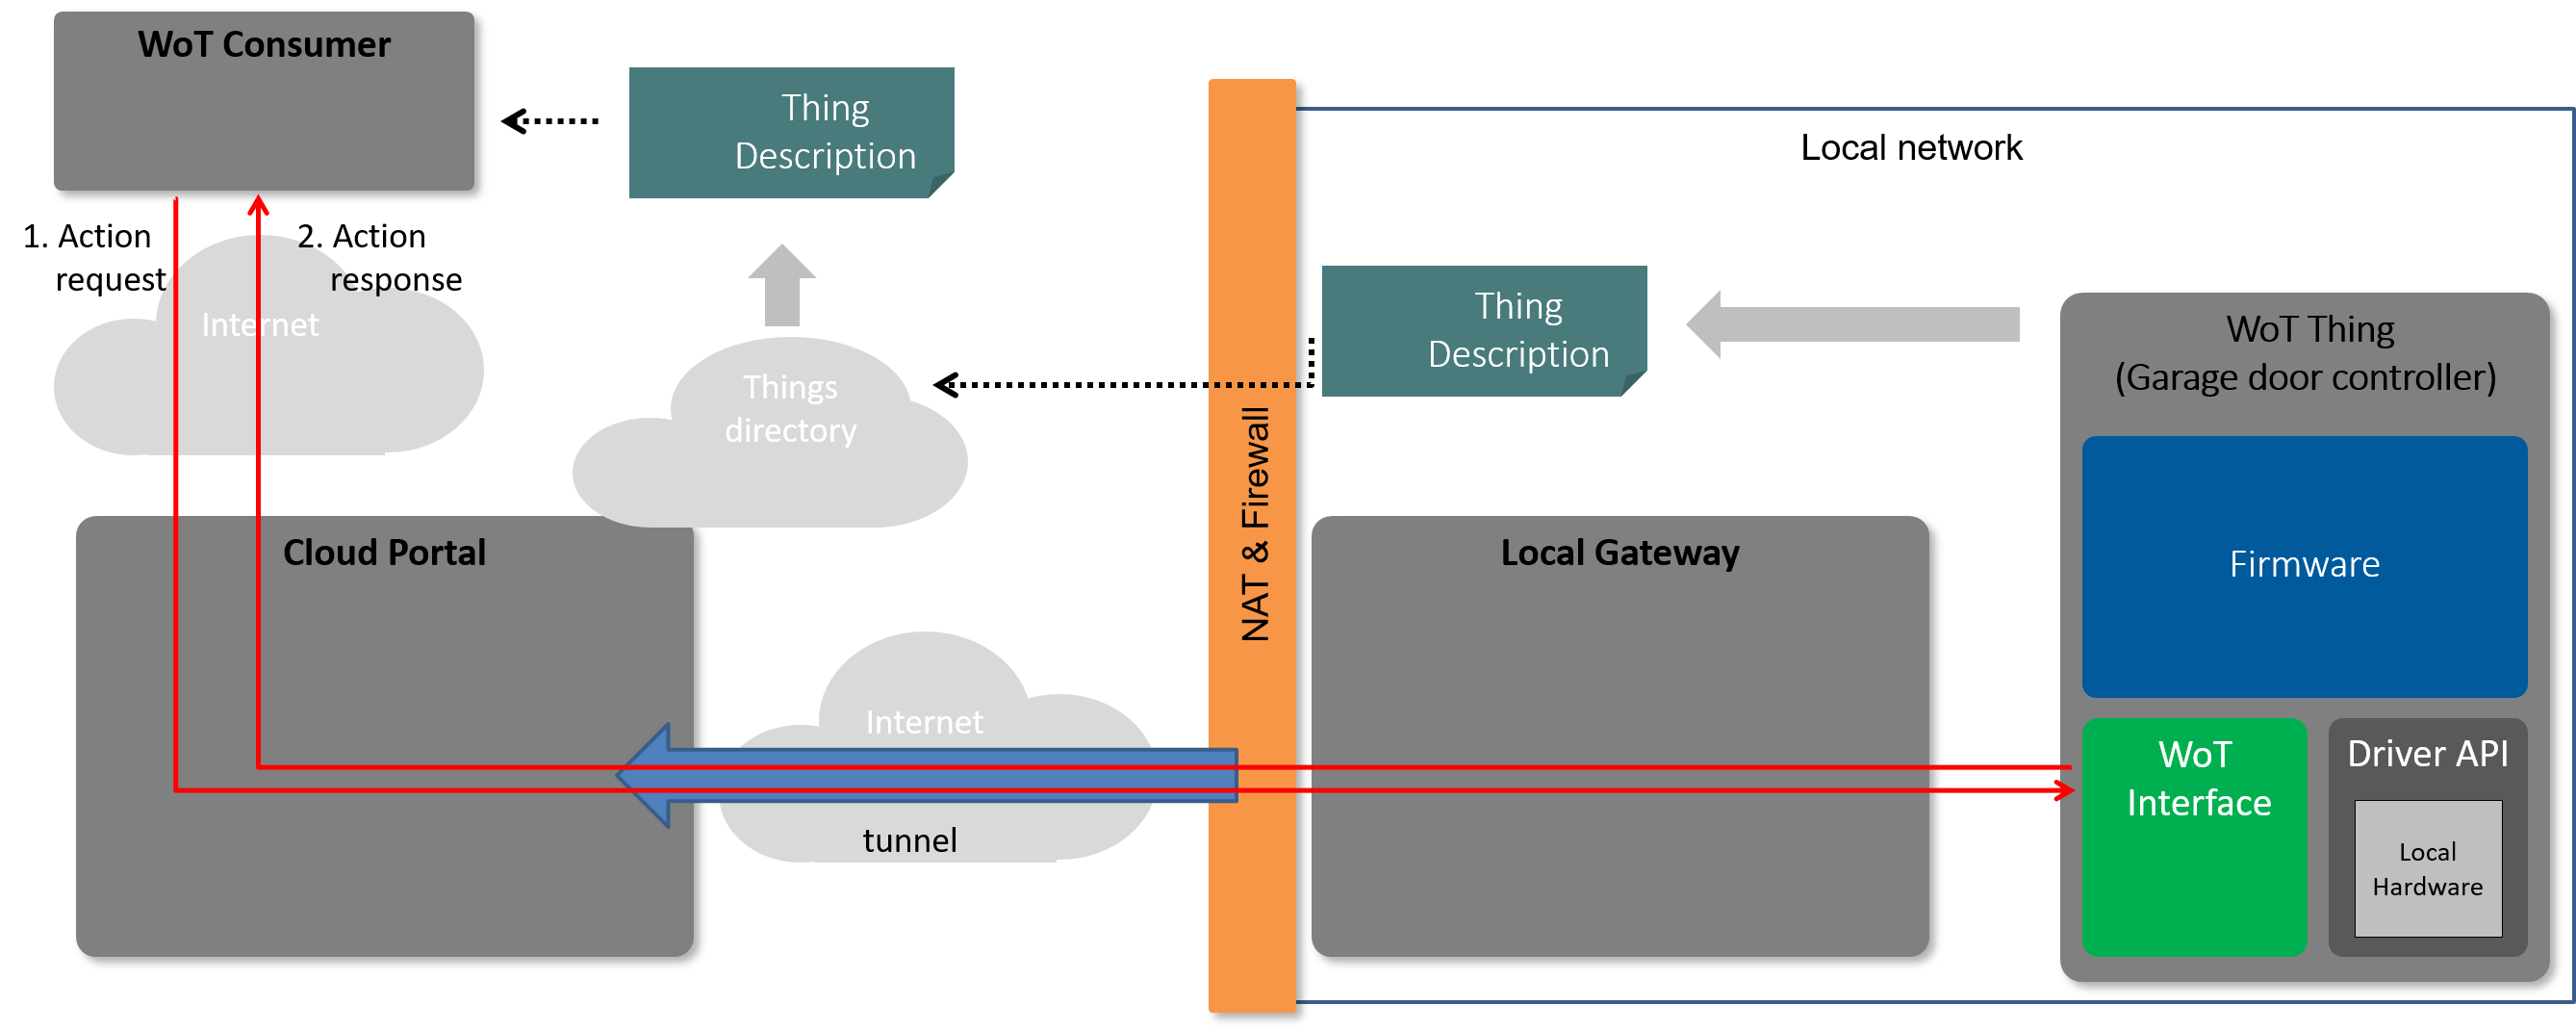 WoT Consumer
Thing
Description
Local network
1. Action
request
2. Action
response
Internet
Thing
Description
WoT Thing
(Garage door controller)
Things
directory
NAT & Firewall
Cloud Portal
Local Gateway
Firmware
Internet
tunnel
WoT
Interface
Driver API
Local
Hardware